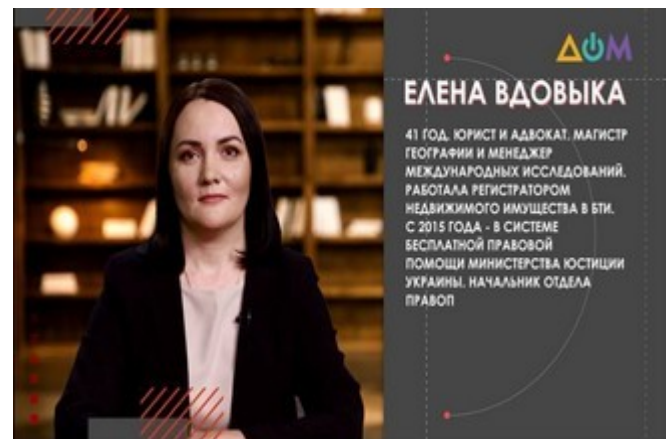 ДОМ
ЕЛЕНА ВДОВЫКА
41 ГОД. ЮРИСТ И АДВОКАТ. МАГИСТР
ГЕОГРАФИИ И МЕНЕДЖЕР
МЕЖДУНАРОДНЫХ ИССЛЕДОВАНИЙ.
РАБОТАЛА РЕГИСТРАТОРОМ
НЕДВИЖИМОГО ИМУЩЕСТВА В БТИ.
С 2015 ГОДА - В СИСТЕМЕ
БЕСПЛАТНОЙ ПРАВОВОЙ
ПОМОЩИ МИНИСТЕРСТВА ЮСТИЦИИ
УКРАИНЫ. НАЧАЛЬНИК ОТДЕЛА
ПРАВОП